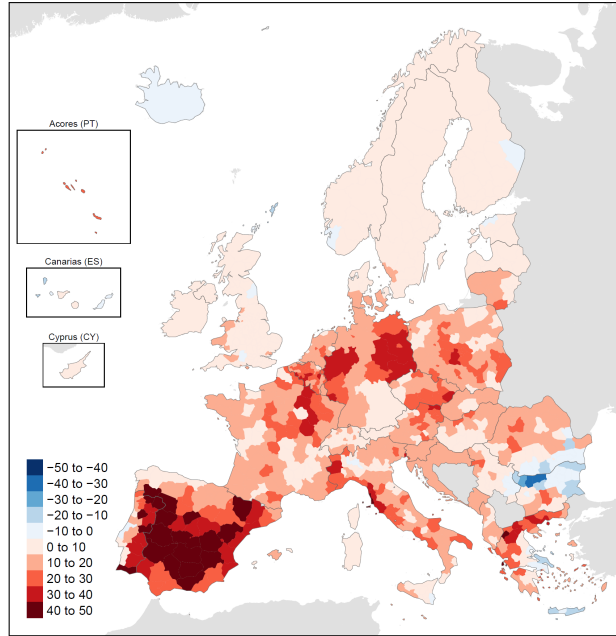 Acores (PT)
Canarias (ES)
Cyprus (CY)
−50 to −40
−40 to −30
−30 to −20
−20 to −10
−10 to 0
0 to 10
10 to 20
20 to 30
30 to 40
40 to 50